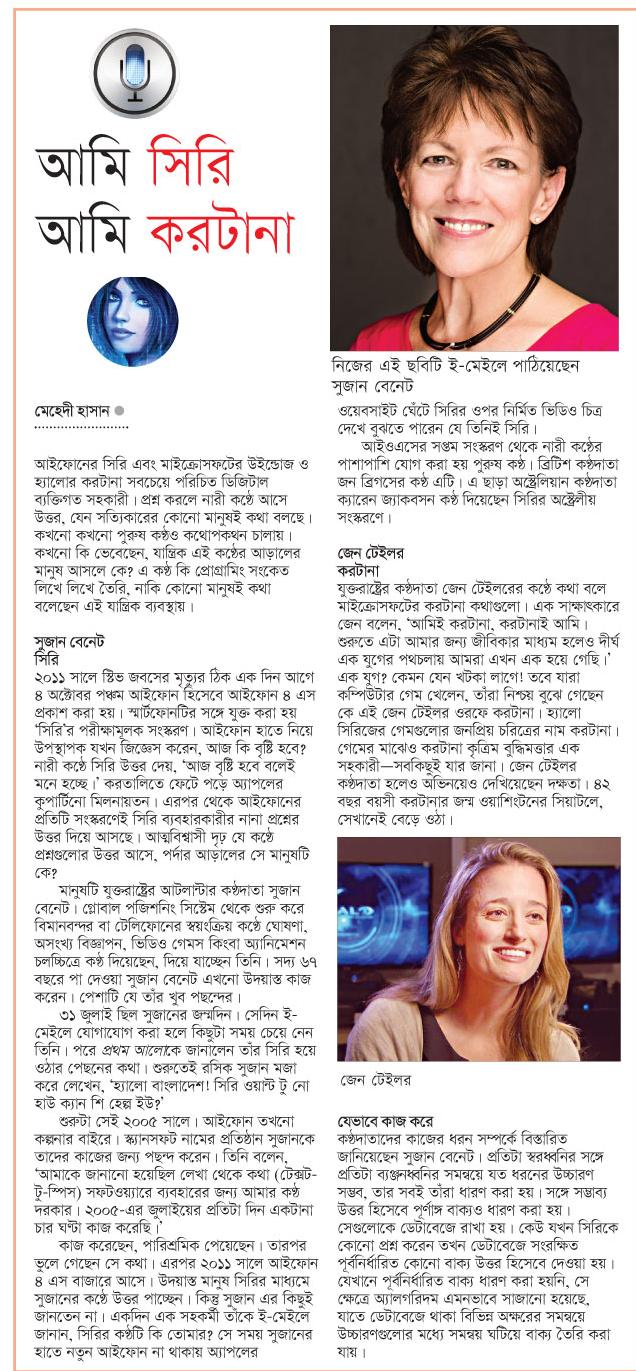 আমি সিরি
আমি করটানা
মেহেদী হাসান
আইফোনের সিরি এবং মাইক্রোসফটের উইন্ডোজ ও
হ্যালোর করটানা সবচেয়ে পরিচিত ডিজিটাল
ব্যক্তিগত সহকারী। প্রশ্ন করলে নারী কণ্ঠে আসে
উত্তর, যেন সত্যিকারের কোনো মানুষই কথা বলছে।
কখনো কখনো পুরুষ কণ্ঠও কথোপকথন চালায়।
কখনো কি ভেবেছেন, যান্ত্রিক এই কণ্ঠের আড়ালের
মানুষ আসলে কে? এ কণ্ঠ কি প্রোগ্রামিং সংকেত
লিখে লিখে তৈরি, নাকি কোনো মানুষই কথা
বলেছেন এই যান্ত্রিক ব্যবস্থায়।
সুজান বেনেট
সিরি
২০১১ সালে স্টিভ জবসের মৃত্যুর ঠিক এক দিন আগে
৪ অক্টোবর পঞ্চম আইফোন হিসেবে আইফোন ৪ এস
প্রকাশ করা হয়। স্মার্টফোনটির সঙ্গে যুক্ত করা হয়
‘সিরি’র পরীক্ষামূলক সংস্করণ। আইফোন হাতে নিয়ে
উপস্থাপক যখন জিজ্ঞেস করেন, আজ কি বৃষ্টি হবে?
নারী কণ্ঠে সিরি উত্তর দেয়, ‘আজ বৃষ্টি হবে বলেই
মনে হচ্ছে।’ করতালিতে ফেটে পড়ে অ্যাপলের
কুপার্টিনো মিলনায়তন। এরপর থেকে আইফোনের
প্রতিটি সংস্করণেই সিরি ব্যবহারকারীর নানা প্রশ্নের
উত্তর দিয়ে আসছে। আত্মবিশ্বাসী দৃঢ় যে কণ্ঠে
প্রশ্নগুলোর উত্তর আসে, পর্দার আড়ালের সে মানুষটি
কে?
মানুষটি যুক্তরাষ্ট্রের আটলান্টার কণ্ঠদাতা সুজান
বেনেট। গ্লোবাল পজিশনিং সিস্টেম থেকে শুরু করে
বিমানবন্দর বা টেলিফোনের স্বয়ংক্রিয় কণ্ঠে ঘোষণা,
অসংখ্য বিজ্ঞাপন, ভিডিও গেমস কিংবা অ্যানিমেশন
চলচ্চিত্রে কণ্ঠ দিয়েছেন, দিয়ে যাচ্ছেন তিনি। সদ্য ৬৭
বছরে পা দেওয়া সুজান বেনেট এখনো উদয়াস্ত কাজ
করেন। পেশাটি যে তাঁর খুব পছন্দের।
৩১ জুলাই ছিল সুজানের জন্মদিন। সেদিন ই-
মেইলে যোগাযোগ করা হলে কিছুটা সময় চেয়ে নেন
তিনি। পরে প্রথম আলোকে জানালেন তাঁর সিরি হয়ে
ওঠার পেছনের কথা। শুরুতেই রসিক সুজান মজা
করে লেখেন, ‘হ্যালো বাংলাদেশ! সিরি ওয়ান্ট টু নো
হাউ ক্যান শি হেল্প ইউ?’
শুরুটা সেই ২০০৫ সালে। আইফোন তখনো
কল্পনার বাইরে। স্ক্যানসফট নামের প্রতিষ্ঠান সুজানকে
তাদের কাজের জন্য পছন্দ করেন। তিনি বলেন,
‘আমাকে জানানো হয়েছিল লেখা থেকে কথা (টেক্সট-
টু-স্পিস) সফটওয়্যারে ব্যবহারের জন্য আমার কণ্ঠ
দরকার। ২০০৫-এর জুলাইয়ের প্রতিটা দিন একটানা
চার ঘণ্টা কাজ করেছি।’
কাজ করেছেন, পারিশ্রমিক পেয়েছেন। তারপর
ভুলে গেছেন সে কথা। এরপর ২০১১ সালে আইফোন
৪ এস বাজারে আসে। উদয়াস্ত মানুষ সিরির মাধ্যমে
সুজানের কণ্ঠে উত্তর পাচ্ছেন। কিন্তু সুজান এর কিছুই
জানতেন না। একদিন এক সহকর্মী তাঁকে ই-মেইলে
জানান, সিরির কণ্ঠটি কি তোমার? সে সময় সুজানের
হাতে নতুন আইফোন না থাকায় অ্যাপলের
নিজের এই ছবিটি ই-মেইলে পাঠিয়েছেন
সুজান বেনেট
ওয়েবসাইট ঘেঁটে সিরির ওপর নির্মিত ভিডিও চিত্র
দেখে বুঝতে পারেন যে তিনিই সিরি।
আইওএসের সপ্তম সংস্করণ থেকে নারী কণ্ঠের
পাশাপাশি যোগ করা হয় পুরুষ কণ্ঠ। ব্রিটিশ কণ্ঠদাতা
জন ব্রিগসের কণ্ঠ এটি। এ ছাড়া অস্ট্রেলিয়ান কণ্ঠদাতা
ক্যারেন জ্যাকবসন কণ্ঠ দিয়েছেন সিরির অস্ট্রেলীয়
সংস্করণে।
জেন টেইলর
করটানা
যুক্তরাষ্ট্রের কণ্ঠদাতা জেন টেইলরের কণ্ঠে কথা বলে
মাইক্রোসফটের করটানা কথাগুলো। এক সাক্ষাৎকারে
জেন বলেন, ‘আমিই করটানা, করটানাই আমি।
শুরুতে এটা আমার জন্য জীবিকার মাধ্যম হলেও দীর্ঘ
এক যুগের পথচলায় আমরা এখন এক হয়ে গেছি।’
এক যুগ? কেমন যেন খটকা লাগে! তবে যারা
কম্পিউটার গেম খেলেন, তাঁরা নিশ্চয় বুঝে গেছেন
কে এই জেন টেইলর ওরফে করটানা। হ্যালো
সিরিজের গেমগুলোর জনপ্রিয় চরিত্রের নাম করটানা।
গেমের মাঝেও করটানা কৃত্রিম বুদ্ধিমত্তার এক
সহকারী—সবকিছুই যার জানা। জেন টেইলর
কণ্ঠদাতা হলেও অভিনয়েও দেখিয়েছেন দক্ষতা। ৪২
বছর বয়সী করটানার জন্ম ওয়াশিংটনের সিয়াটলে,
সেখানেই বেড়ে ওঠা।
জেন টেইলর
যেভাবে কাজ করে
কণ্ঠদাতাদের কাজের ধরন সম্পর্কে বিস্তারিত
জানিয়েছেন সুজান বেনেট। প্রতিটা স্বরধ্বনির সঙ্গে
প্রতিটা ব্যঞ্জনধ্বনির সমন্বয়ে যত ধরনের উচ্চারণ
সম্ভব, তার সবই তাঁরা ধারণ করা হয়। সঙ্গে সম্ভাব্য
উত্তর হিসেবে পূর্ণাঙ্গ বাক্যও ধারণ করা হয়।
সেগুলোকে ডেটাবেজে রাখা হয়। কেউ যখন সিরিকে
কোনো প্রশ্ন করেন তখন ডেটাবেজে সংরক্ষিত
পূর্বনির্ধারিত কোনো বাক্য উত্তর হিসেবে দেওয়া হয়।
যেখানে পূর্বনির্ধারিত বাক্য ধারণ করা হয়নি, সে
ক্ষেত্রে অ্যালগরিদম এমনভাবে সাজানো হয়েছে,
যাতে ডেটাবেজে থাকা বিভিন্ন অক্ষরের সমন্বয়ে
উচ্চারণগুলোর মধ্যে সমন্বয় ঘটিয়ে বাক্য তৈরি করা
যায়।